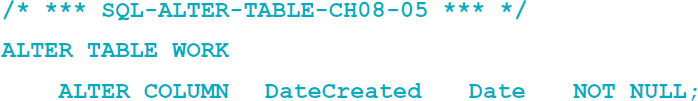 /* *** SQL-ALTER-TABLE-CH08-05 *** */
ALTER TABLE WORK
ALTER COLUMN DateCreated Date NOT NULL;